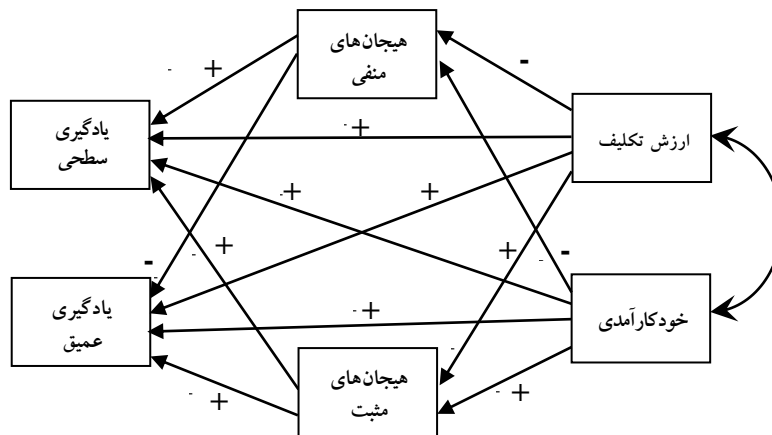 هیجان‌های
منفی
یادگیری
سطحی
ارزش تکلیف
یادگیری
عمیق
خودکارآمدی
هیجان‌های
مثبت
+
-
+
+
+
+
+
-
-
+
+
+